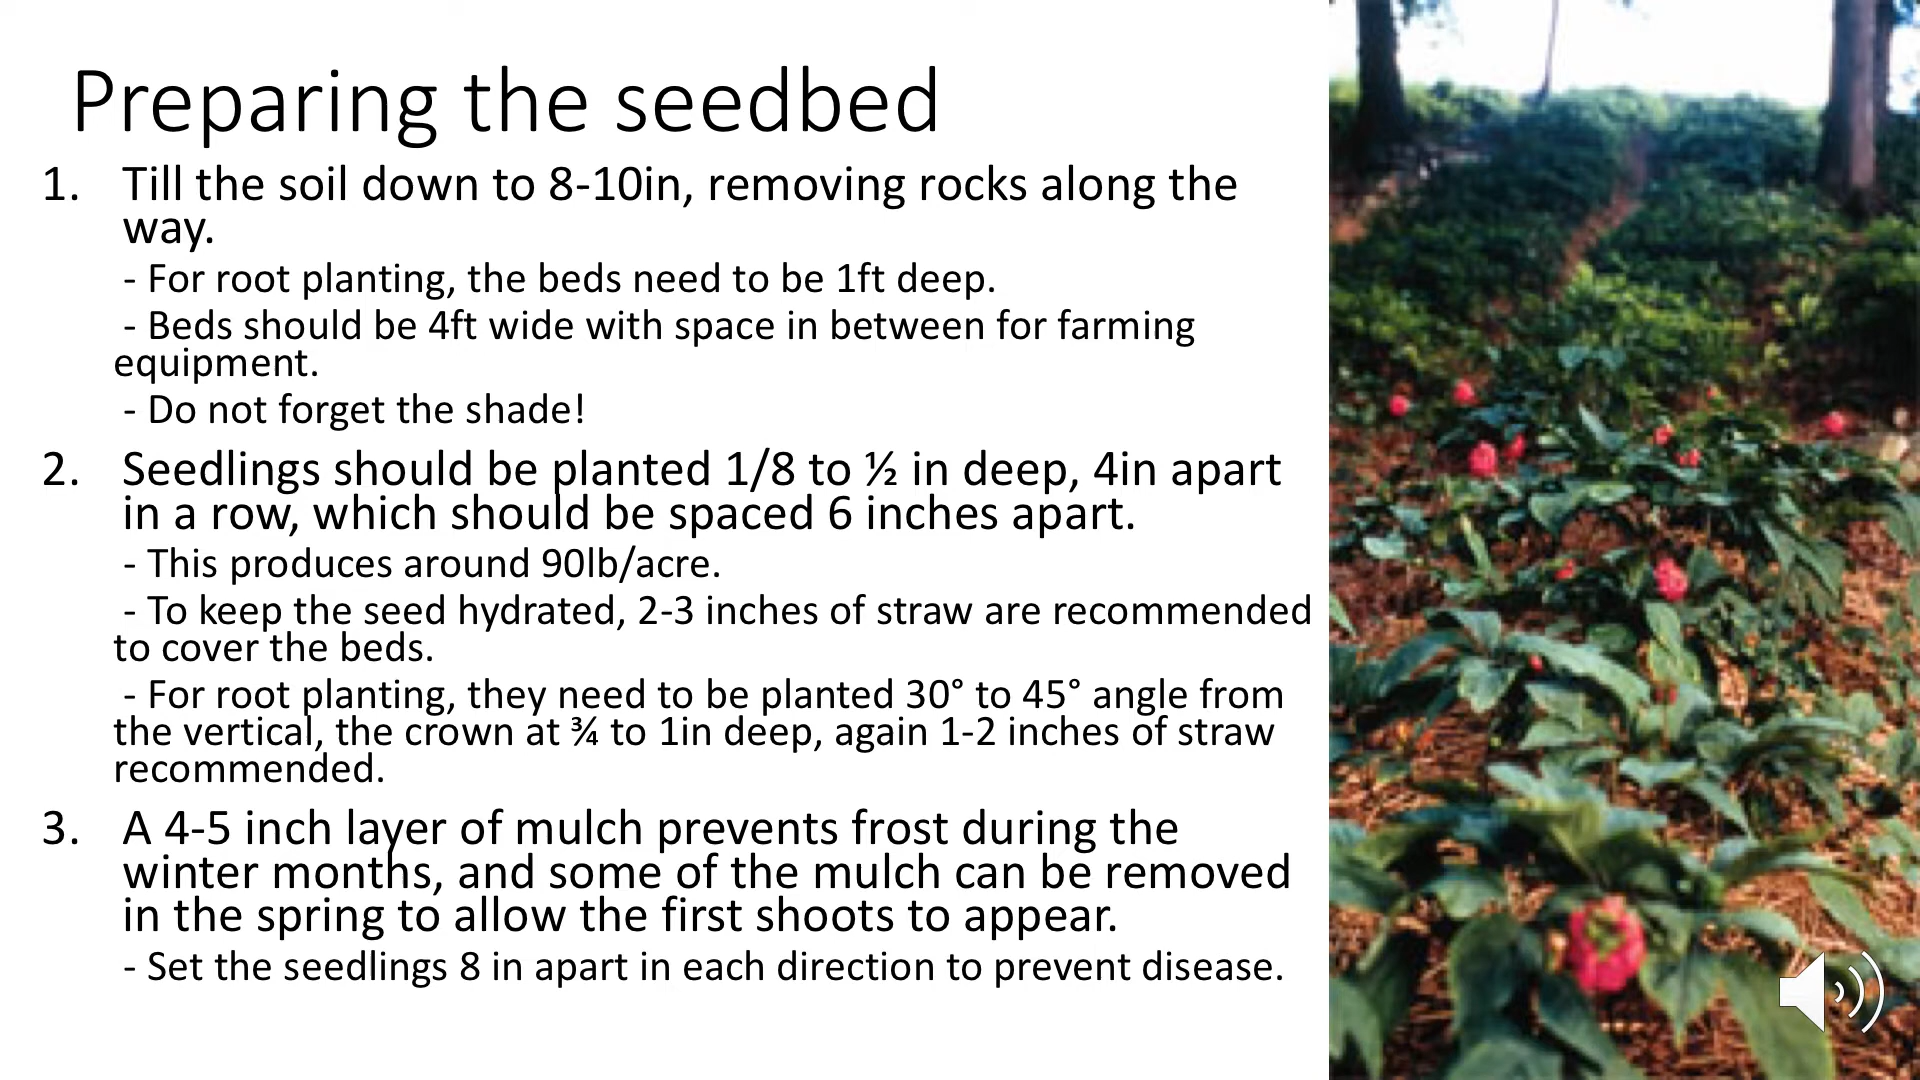 Preparing the seedbed
1. Till the soil down to 8-10in, removing rocks along the
way.
- For root planting, the beds need to be 1ft deep.
- Beds should be 4ft wide with space in between for farming
equipment.
- Do not forget the shade!
2. Seedlings should be planted 1/8 to ½ in deep, 4in apart
in a row, which should be spaced 6 inches apart.
- This produces around 90lb/acre.
- To keep the seed hydrated, 2-3 inches of straw are recommended
to cover the beds.
- For root planting, they need to be planted 30° to 45° angle from
the vertical, the crown at ¾ to 1in deep, again 1-2 inches of straw
recommended.
3. A 4-5 inch layer of mulch prevents frost during the
winter months, and some of the mulch can be removed
in the spring to allow the first shoots to appear.
- Set the seedlings 8 in apart in each direction to prevent disease.